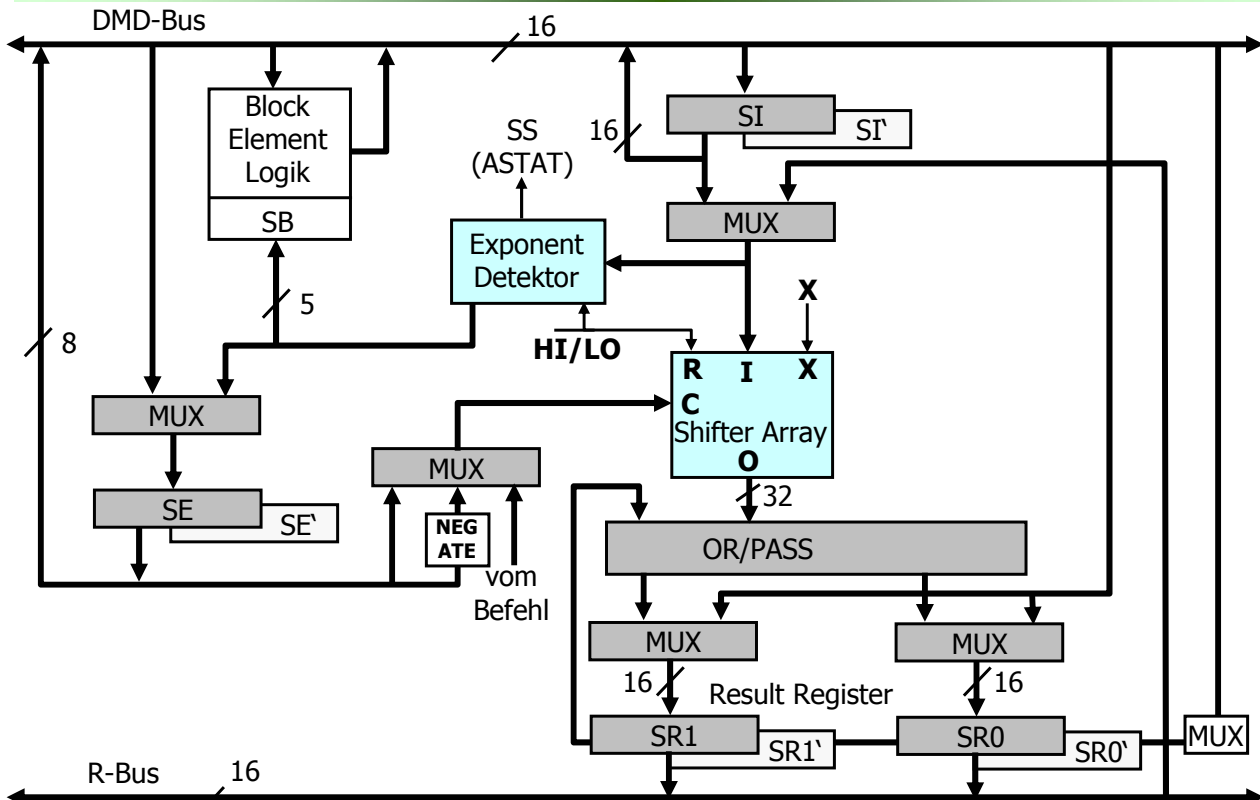 DMD-Bus
16
Block
Element
Logik
SB
SS
(ASTAT)
16
SI
SI‘
MUX
Exponent
Detektor
5
8
HI/LO
X
R
I
X
C
Shifter Array
O
32
MUX
SE
SE‘
MUX
NEG
ATE
vom
Befehl
OR/PASS
MUX
MUX
16
Result Register
16
SR1
SR1‘
SR0
SR0‘
MUX
R-Bus
16